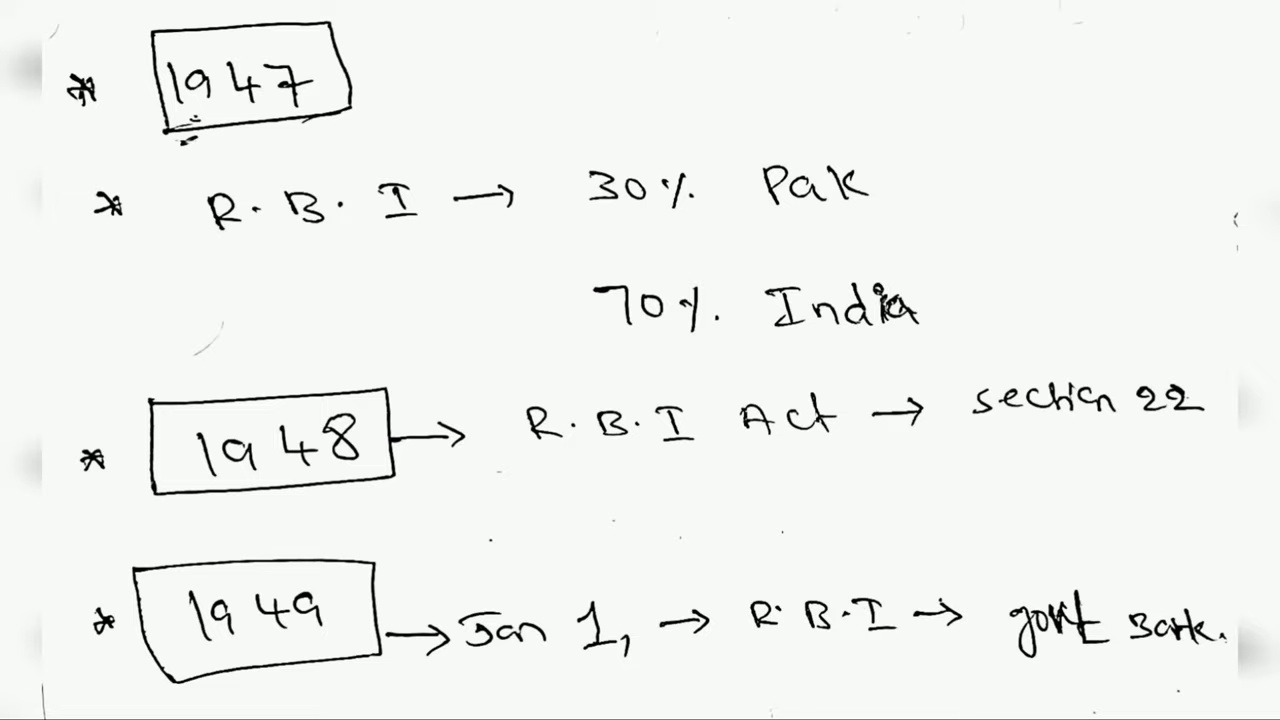 * 1947
* R.B.I → 30% Pak
70% India
* 1948 → R.B.I Act → section 22
* 1949 → Jan 1, → R.B.I → govt Bank.